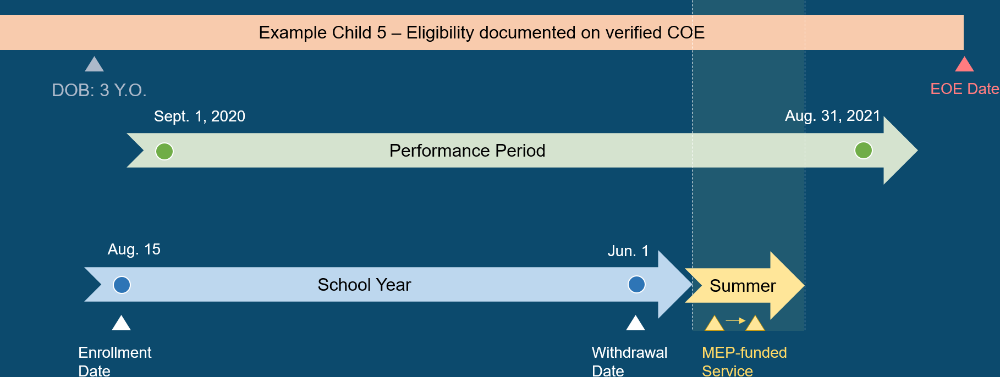 Example Child 5 – Eligibility documented on verified COE
DOB: 3 Y.O.
EOE Date
Sept. 1, 2020
Aug. 31, 2021
Performance Period
Aug. 15
Jun. 1
School Year
Summer
Enrollment
Date
Withdrawal
Date
MEP-funded
Service